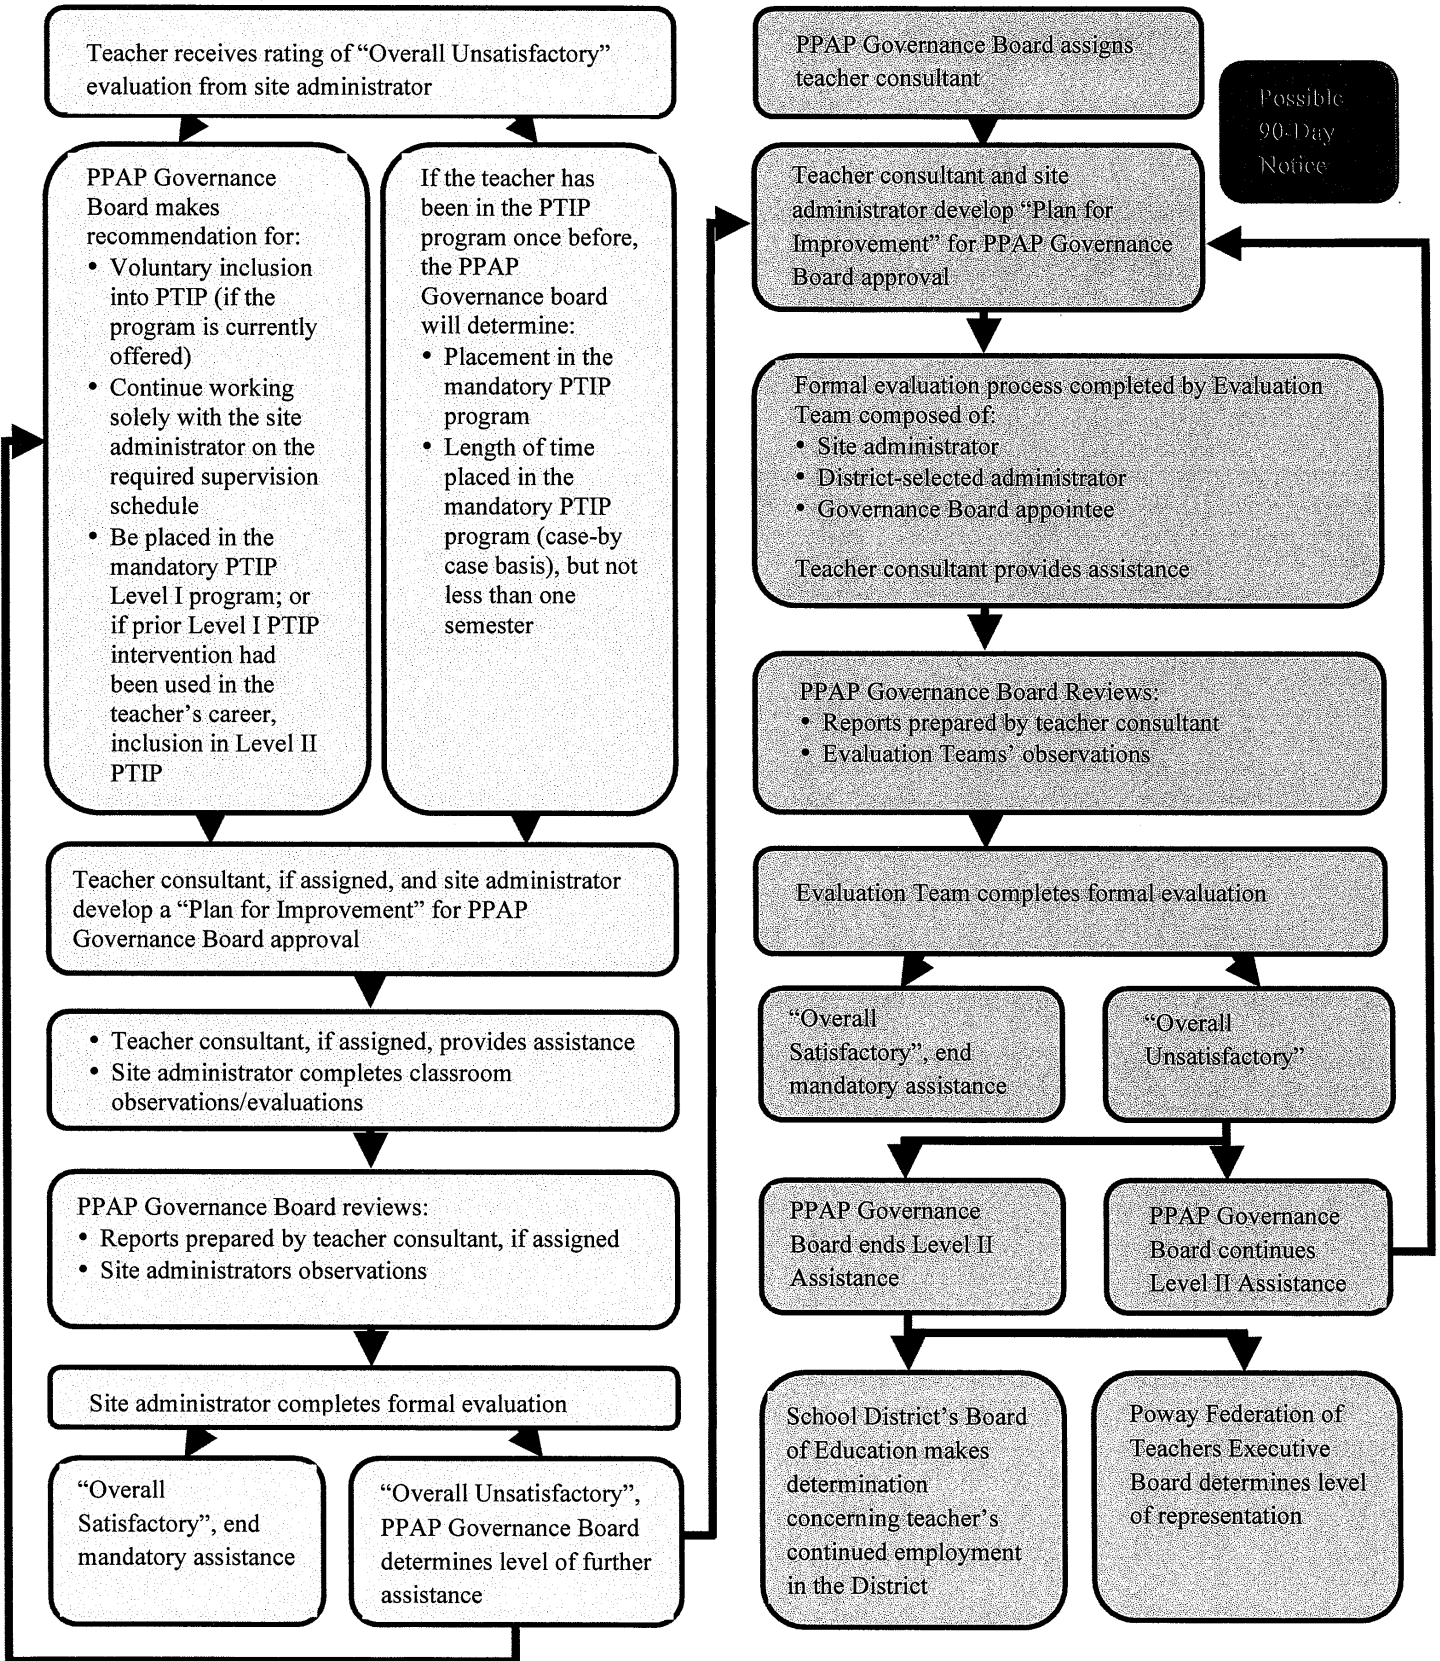 Teacher receives rating of “Overall Unsatisfactory”
evaluation from site administrator
PPAP Governance
Board makes
recommendation for:
• Voluntary inclusion
into PTIP (if the
program is currently
offered)
• Continue working
solely with the site
administrator on the
required supervision
schedule
• Be placed in the
mandatory PTIP
Level I program; or
if prior Level I PTIP
intervention had
been used in the
teacher’s career,
inclusion in Level II
PTIP
If the teacher has
been in the PTIP
program once before,
the PPAP
Governance board
will determine:
• Placement in the
mandatory PTIP
program
• Length of time
placed in the
mandatory PTIP
program (case-by
case basis), but not
less than one
semester
Teacher consultant, if assigned, and site administrator
develop a “Plan for Improvement” for PPAP
Governance Board approval
• Teacher consultant, if assigned, provides assistance
• Site administrator completes classroom
observations/evaluations
PPAP Governance Board reviews:
• Reports prepared by teacher consultant, if assigned
• Site administrators observations
Site administrator completes formal evaluation
“Overall
Satisfactory”, end
mandatory assistance
“Overall Unsatisfactory”,
PPAP Governance Board
determines level of further
assistance
PPAP Governance Board assigns
teacher consultant
Possible
90-Day
Notice
Teacher consultant and site
administrator develop “Plan for
Improvement” for PPAP Governance
Board approval
Formal evaluation process completed by Evaluation
Team composed of:
• Site administrator
• District-selected administrator
• Governance Board appointee
Teacher consultant provides assistance
PPAP Governance Board Reviews:
• Reports prepared by teacher consultant
• Evaluation Teams’ observations
Evaluation Team completes formal evaluation
“Overall
Satisfactory”, end
mandatory assistance
“Overall
Unsatisfactory”
PPAP Governance
Board ends Level II
Assistance
PPAP Governance
Board continues
Level II Assistance
School District’s Board
of Education makes
determination
concerning teacher’s
continued employment
in the District
Poway Federation of
Teachers Executive
Board determines level
of representation